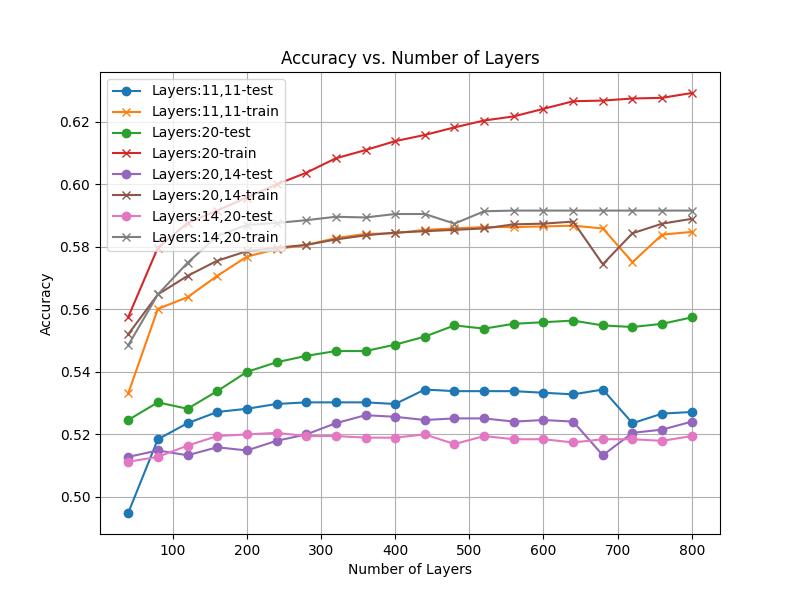 Accuracy vs. Number of Layers
Layers:11,11-test
Layers:11,11-train
Layers:20-test
Layers:20-train
Layers:20,14-test
Layers:20,14-train
Layers:14,20-test
Layers:14,20-train
Accuracy
0.62
0.60
0.58
0.56
0.54
0.52
0.50
100 200 300 400 500 600 700 800
Number of Layers